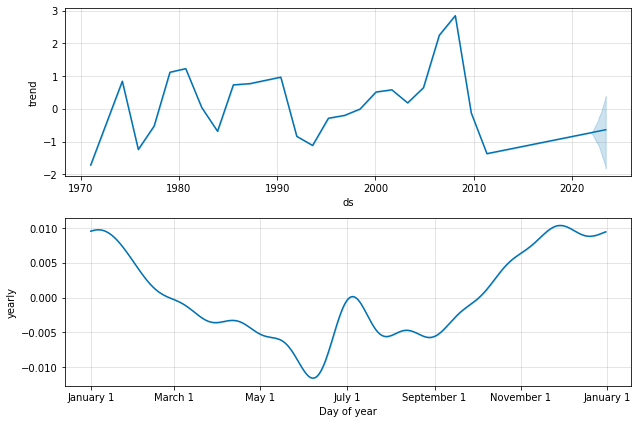 3
2
1
0
−1
−2
trend
1970
1980
1990
2000
2010
2020
ds
0.010
0.005
0.000
−0.005
−0.010
yearly
January 1
March 1
May 1
July 1
September 1
November 1
January 1
Day of year